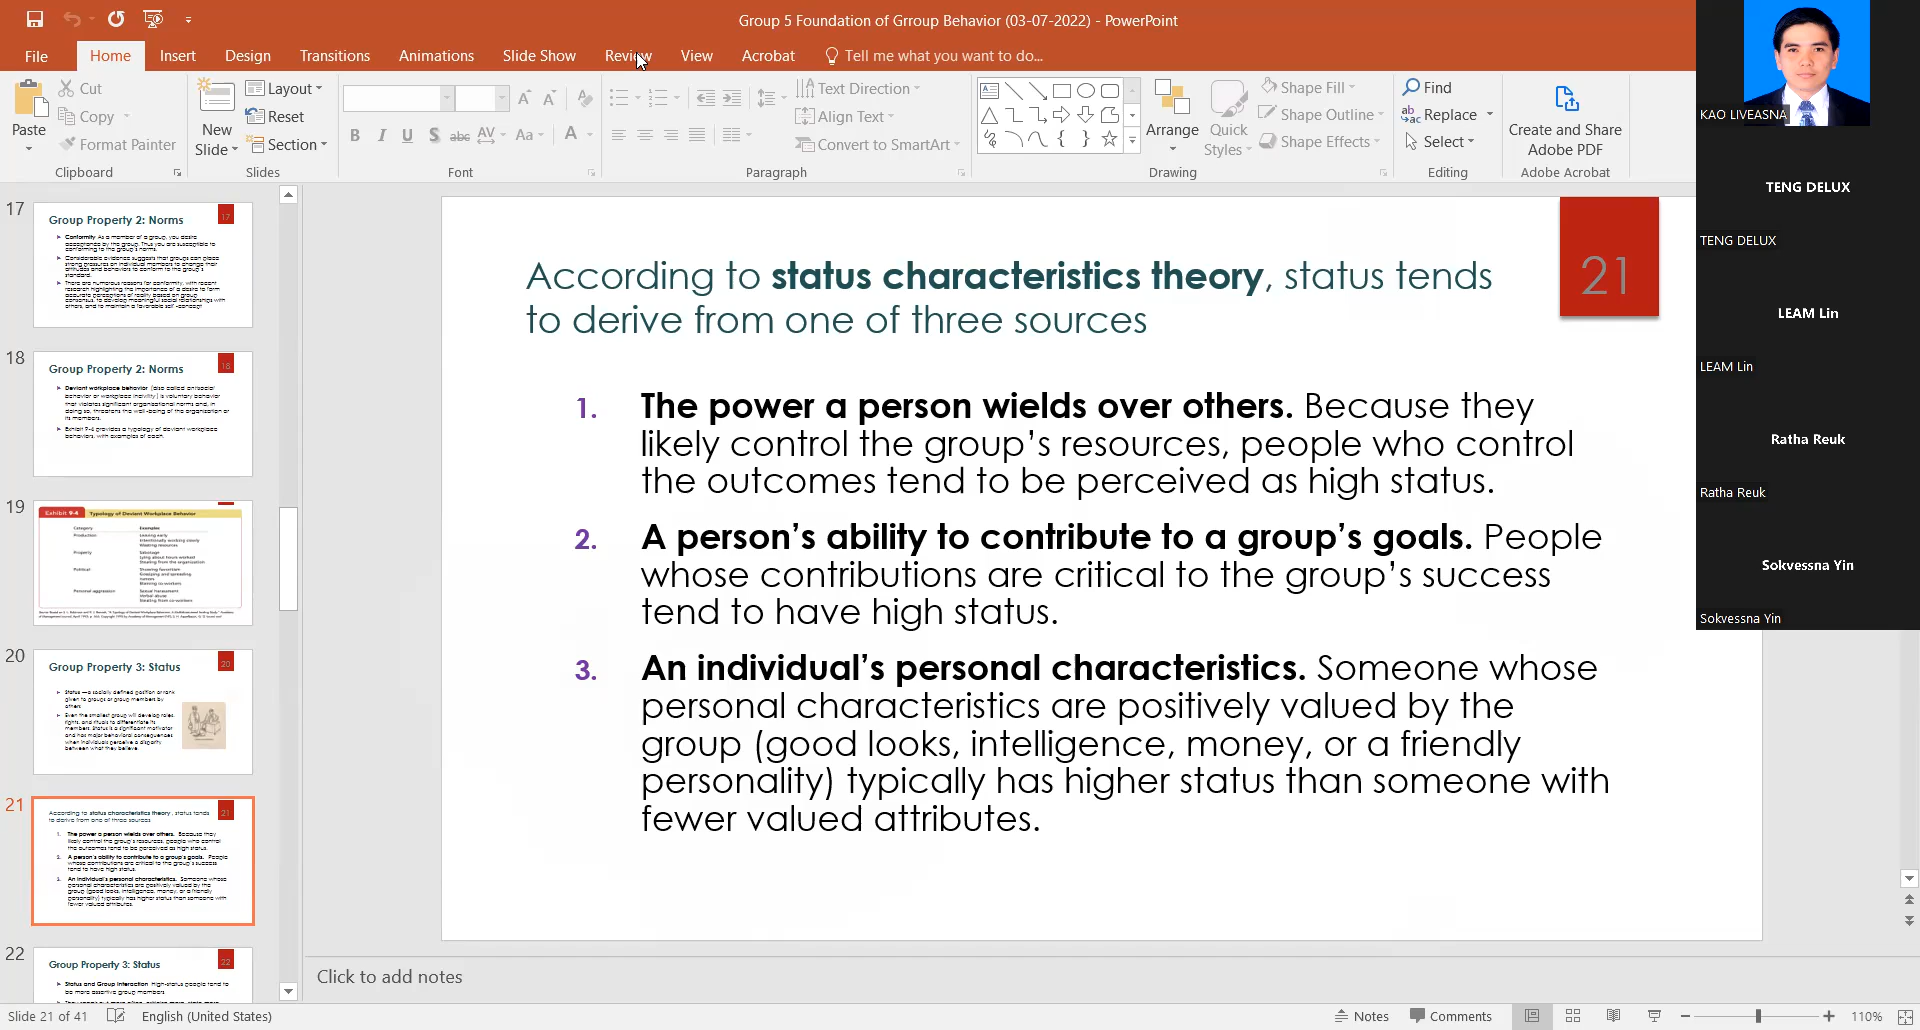 Group 5 Foundation of Grroup Behavior (03-07-2022) - PowerPoint
File Home Insert Design Transitions Animations Slide Show Review View Acrobat Tell me what you want to do...
Paste
Cut
Copy
Format Painter
Clipboard
New Slide
Layout
Reset
Section
Slides
B I U S abc AV Aa A
Font
Text Direction
Align Text
Convert to SmartArt
Paragraph
Arrange
Quick Styles
Shape Fill
Shape Outline
Shape Effects
Drawing
Find
Replace
Select
Editing
Create and Share
Adobe PDF
Adobe Acrobat
KAO LIVEASNA
TENG DELUX
TENG DELUX
LEAM Lin
LEAM Lin
Ratha Reuk
Ratha Reuk
Sokvessna Yin
Sokvessna Yin
17
Group Property 2: Norms
17
18
Group Property 2: Norms
18
19
Exhibit 9-4 Typology of Deviant Workplace Behavior
20
Group Property 3: Status
20
21
22
Group Property 3: Status
22
According to status characteristics theory, status tends
to derive from one of three sources
21
1. The power a person wields over others. Because they
likely control the group’s resources, people who control
the outcomes tend to be perceived as high status.
2. A person’s ability to contribute to a group’s goals. People
whose contributions are critical to the group’s success
tend to have high status.
3. An individual’s personal characteristics. Someone whose
personal characteristics are positively valued by the
group (good looks, intelligence, money, or a friendly
personality) typically has higher status than someone with
fewer valued attributes.
Click to add notes
Slide 21 of 41 English (United States) Notes Comments 110%